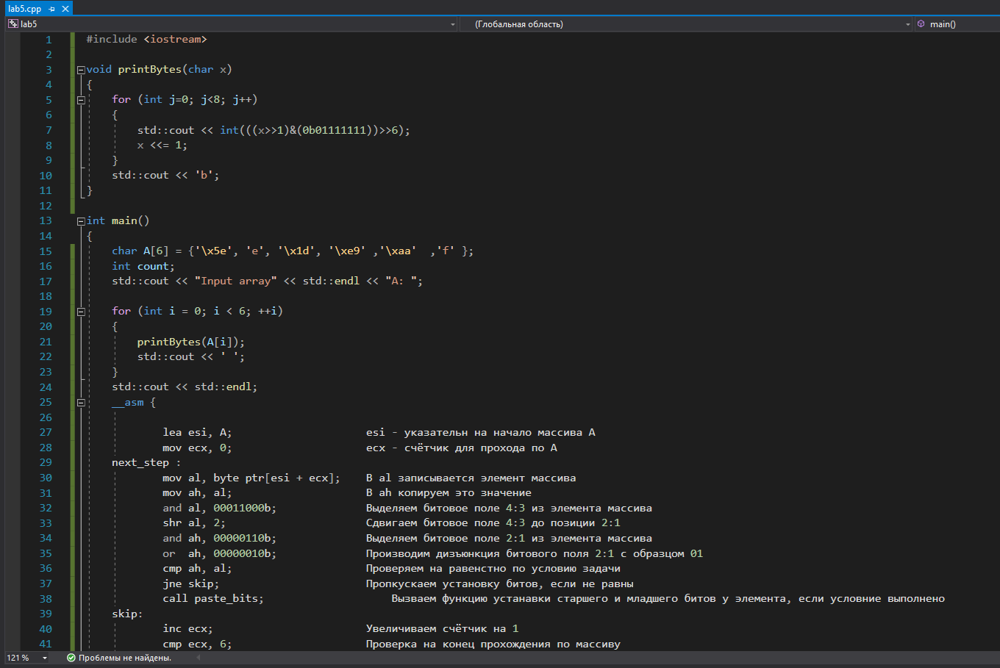 lab5.cpp
lab5 (Глобальная область) main()
1 #include <iostream>
2
3 void printBytes(char x)
4 {
5 for (int j=0; j<8; j++)
6 {
7 std::cout << int(((x>>1)&(0b01111111))>>6);
8 x <<= 1;
9 }
10 std::cout << 'b';
11 }
12
13 int main()
14 {
15 char A[6] = {'\x5e', 'e', '\x1d', '\xe9' ,'\xaa'  ,'f' };
16 int count;
17 std::cout << "Input array" << std::endl << "A: ";
18
19 for (int i = 0; i < 6; ++i)
20 {
21 printBytes(A[i]);
22 std::cout << ' ';
23 }
24 std::cout << std::endl;
25 __asm {
26
27 lea esi, A; esi - указательн на начало массива A
28 mov ecx, 0; ecx - счётчик для прохода по A
29 next_step :
30 mov al, byte ptr[esi + ecx]; В al записывается элемент массива
31 mov ah, al; В ah копируем это значение
32 and al, 00011000b; Выделяем битовое поле 4:3 из элемента массива
33 shr al, 2; Сдвигаем битовое поле 4:3 до позиции 2:1
34 and ah, 00000110b; Выделяем битовое поле 2:1 из элемента массива
35 or  ah, 00000010b; Производим дизъюнкция битового поля 2:1 с образцом 01
36 cmp ah, al; Проверяем на равенстно по условию задачи
37 jne skip; Пропкускаем установку битов, если не равны
38 call paste_bits; Вызваем функцию устанавки старшего и младшего битов у элемента, если условние выполнено
39 skip:
40 inc ecx; Увеличиваем счётчик на 1
41 cmp ecx, 6; Проверка на конец прохождения по массиву
121 % Проблемы не найдены.